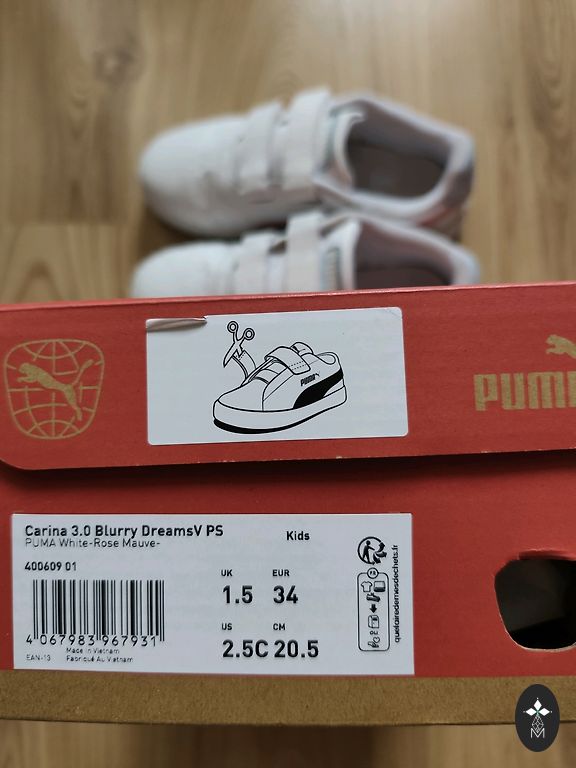 PUMA
Carina 3.0 Blurry DreamsV PS
PUMA White-Rose Mauve-
Kids
400609 01
UK EUR
1.5 34
US CM
2.5C 20.5
4 067983 967931
EAN-13
Made in Vietnam
Fabriqué Au Vietnam
FR
quefairedemesdechets.fr
M